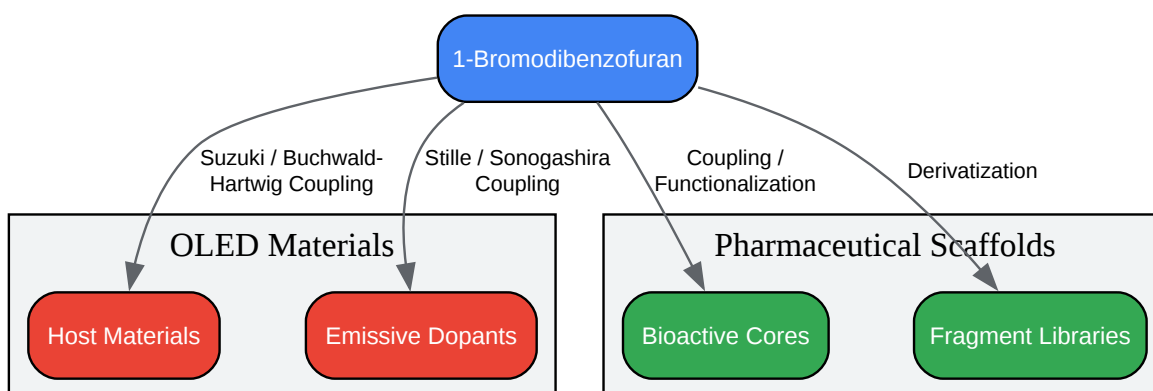 1-Bromodibenzofuran
Suzuki / Buchwald-
Hartwig Coupling
Stille / Sonogashira
Coupling
Coupling /
Functionalization
Derivatization
OLED Materials
Pharmaceutical Scaffolds
Host Materials
Emissive Dopants
Bioactive Cores
Fragment Libraries